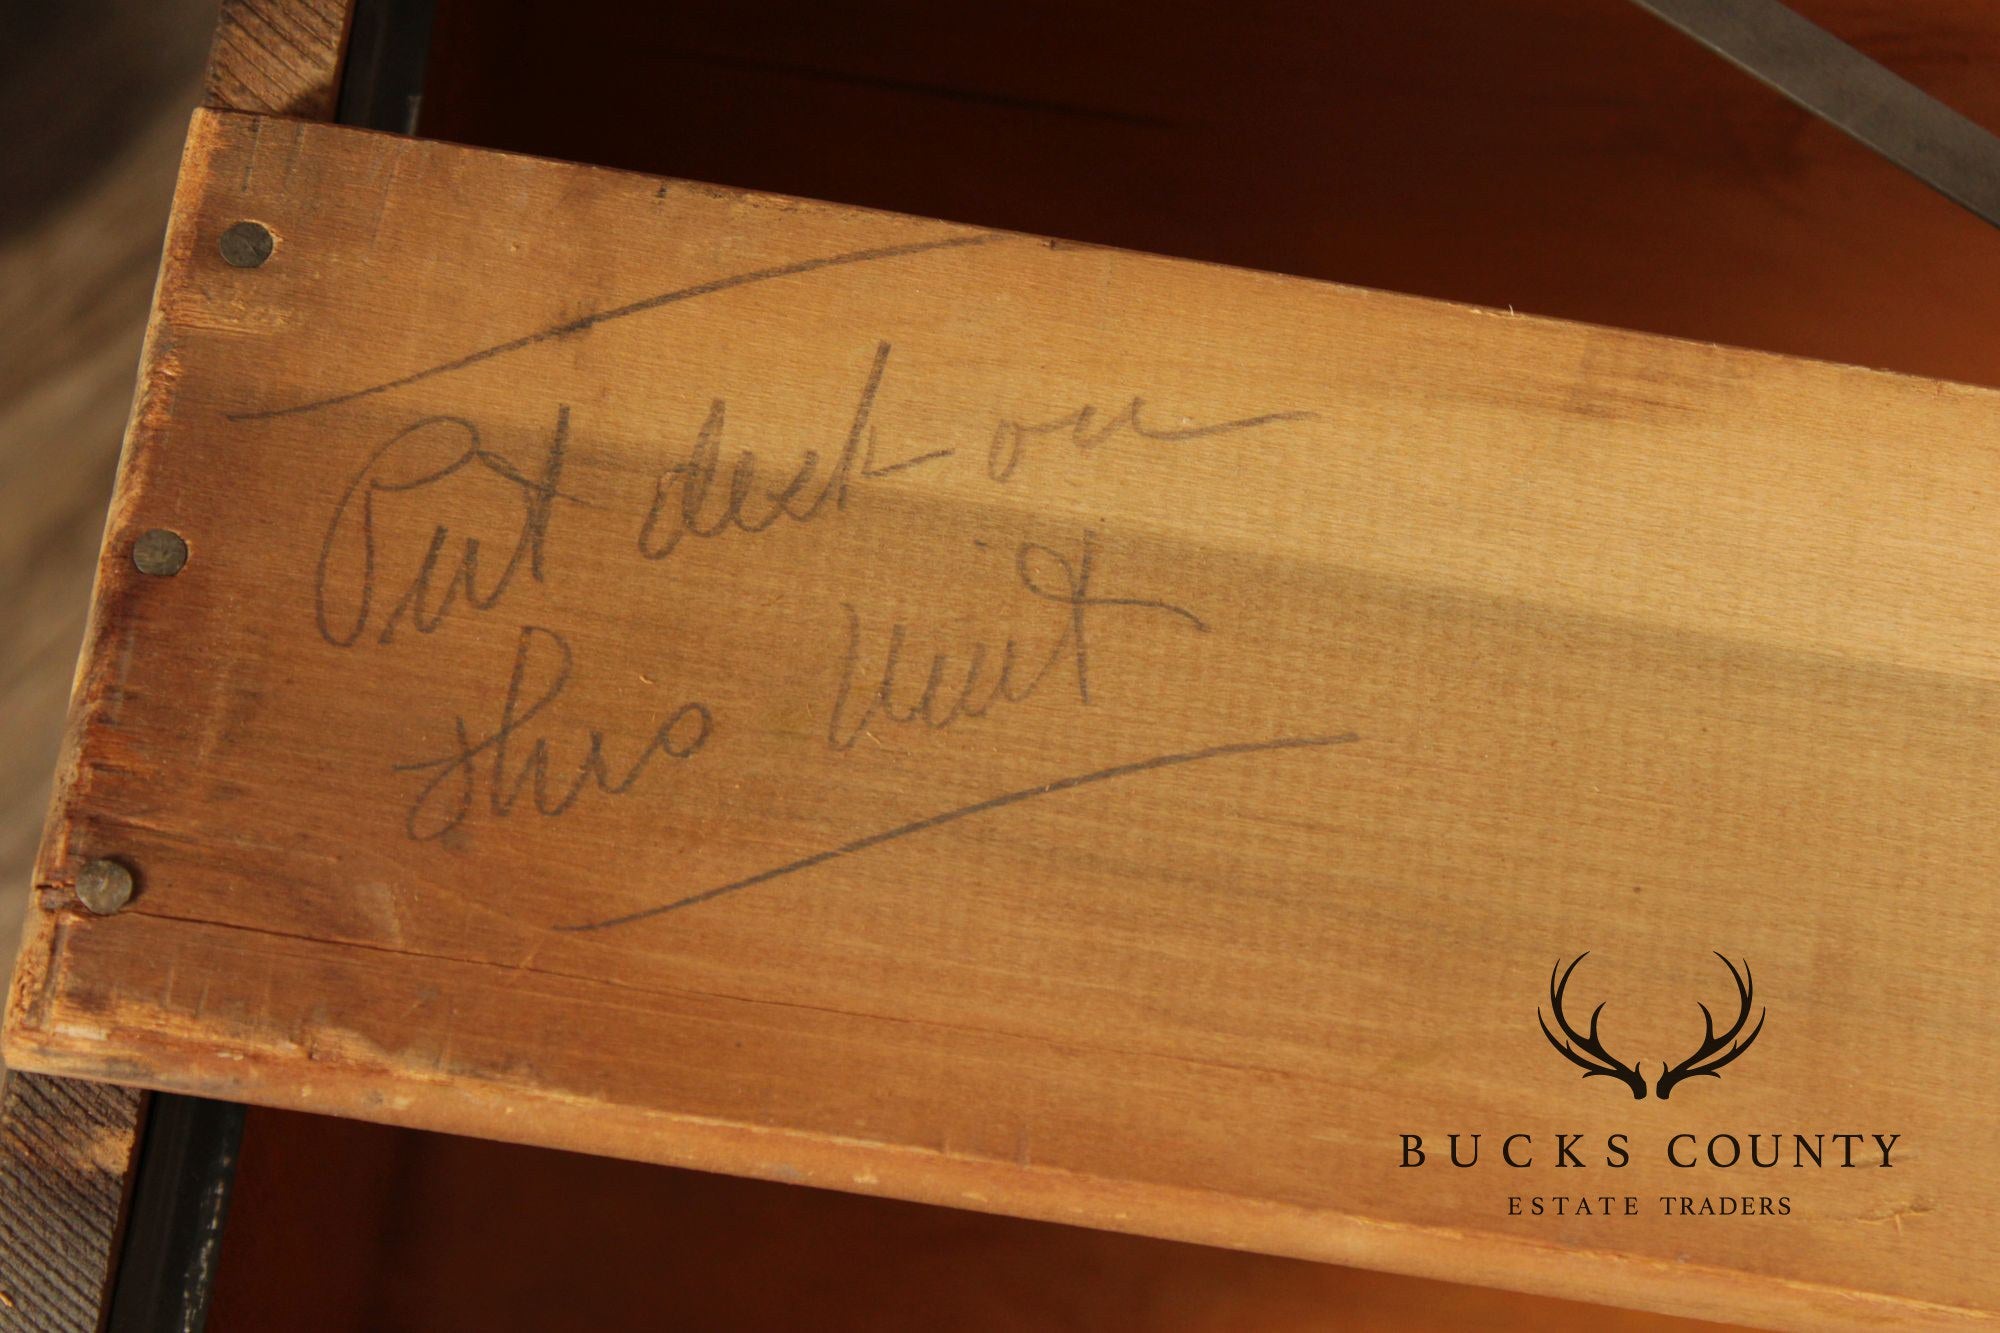 Put desk on
this Unit
BUCKS COUNTY
ESTATE TRADERS